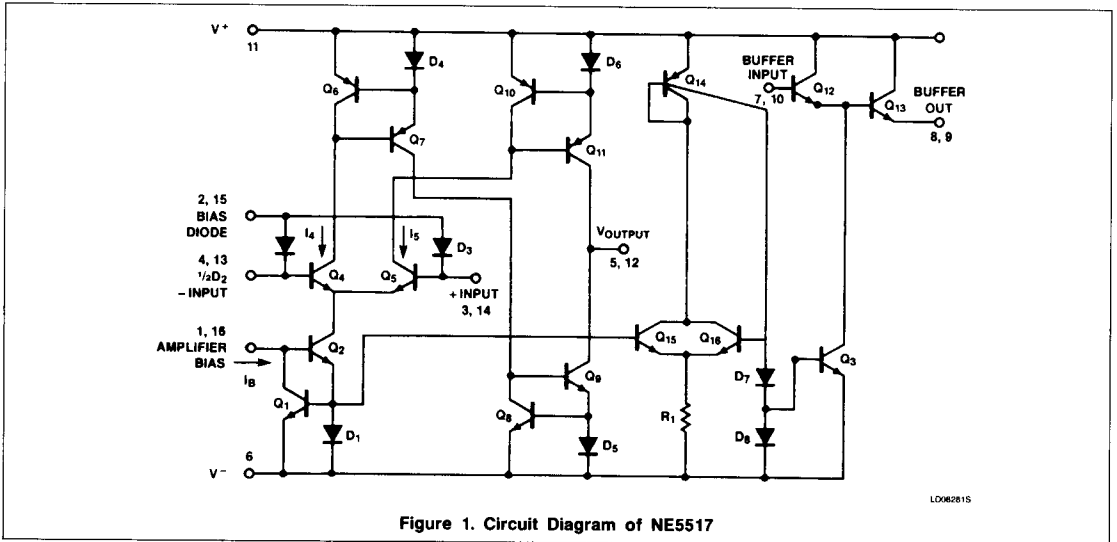 V+
11
D4
D6
Q6
Q7
Q10
Q11
Q14
BUFFER
INPUT
7, 10
Q12
Q13
BUFFER
OUT
8, 9
2, 15
BIAS
DIODE
I4
I5
D3
VOUTPUT
5, 12
4, 13
1/2D2
–INPUT
Q4
Q5
+INPUT
3, 14
1, 16
AMPLIFIER
BIAS
IB
Q2
Q15
Q16
Q3
Q1
D1
Q9
Q8
D5
R1
D7
D8
6
V–
LD08281S
Figure 1. Circuit Diagram of NE5517